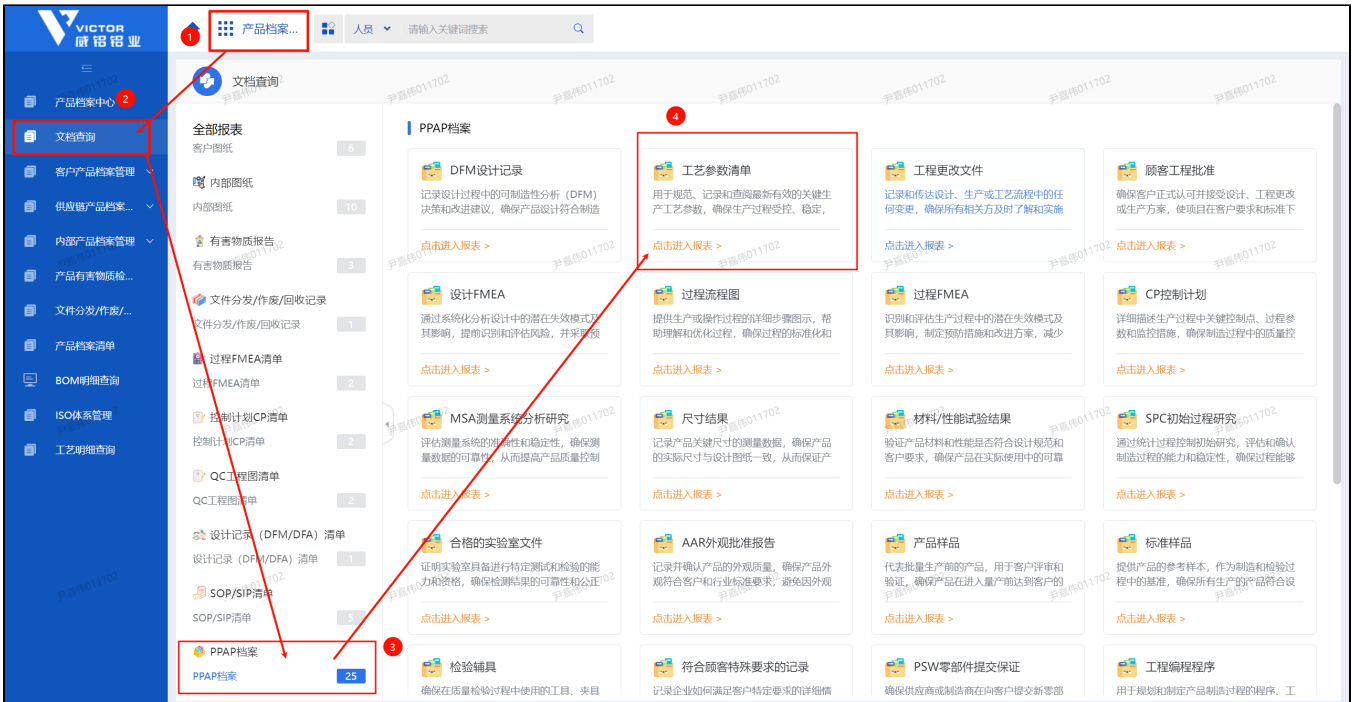 VICTOR
威铝铝业
1
产品档案...
人员
请输入关键词搜索
产品档案中心
2
文档查询
客户产品档案管理
供应链产品档案...
内部产品档案管理
产品有害物质检...
文件分发/作废/...
产品档案清单
BOM明细查询
ISO体系管理
工艺明细查询
文档查询
全部报表
客户图纸
6
内部图纸
内部图纸
10
有害物质报告
有害物质报告
3
文件分发/作废/回收记录
文件分发/作废/回收记录
1
过程FMEA清单
过程FMEA清单
2
控制计划CP清单
控制计划CP清单
2
QC工程图清单
QC工程图清单
2
设计记录（DFM/DFA）清单
设计记录（DFM/DFA）清单
1
SOP/SIP清单
SOP/SIP清单
5
PPAP档案
3
PPAP档案
25
PPAP档案
4
DFM设计记录
记录设计过程中的可制造性分析（DFM）
决策和改进建议，确保产品设计符合制造
点击进入报表 >
工艺参数清单
用于规范、记录和查阅最新有效的关键生
产工艺参数，确保生产过程受控、稳定，
点击进入报表 >
工程更改文件
记录和传达设计、生产或工艺流程中的任
何变更，确保所有相关方及时了解和实施
点击进入报表 >
顾客工程批准
确保客户正式认可并接受设计、工程更改
或生产方案，使项目在客户要求和标准下
点击进入报表 >
设计FMEA
通过系统化分析设计中的潜在失效模式及
其影响，提前识别和评估风险，并采取预
点击进入报表 >
过程流程图
提供生产或操作过程的详细步骤图示，帮
助理解和优化过程，确保过程的标准化和
点击进入报表 >
过程FMEA
识别和评估生产过程中的潜在失效模式及
其影响，制定预防措施和改进方案，减少
点击进入报表 >
CP控制计划
详细描述生产过程中关键控制点、过程参
数和监控措施，确保制造过程中的质量控
点击进入报表 >
MSA测量系统分析研究
评估测量系统的准确性和稳定性，确保测
量数据的可靠性，从而提高产品质量控制
点击进入报表 >
尺寸结果
记录产品关键尺寸的测量数据，确保产品
的实际尺寸与设计图纸一致，从而保证产
点击进入报表 >
材料/性能试验结果
验证产品材料和性能是否符合设计规范和
客户要求，确保产品在实际使用中的可靠
点击进入报表 >
SPC初始过程研究
通过统计过程控制初始研究，评估和确认
制造过程的能力和稳定性，确保过程能够
点击进入报表 >
合格的实验室文件
证明实验室具备进行特定测试和检验的能
力和资格，确保检测结果的可靠性和公正
点击进入报表 >
AAR外观批准报告
记录并确认产品的外观质量，确保产品外
观符合客户和行业标准要求，避免因外观
点击进入报表 >
产品样品
代表批量生产前的产品，用于客户评审和
验证，确保产品在进入量产前达到客户的
点击进入报表 >
标准样品
提供产品的参考样本，作为制造和检验过
程中的基准，确保所有生产的产品符合设
点击进入报表 >
检验辅具
确保在质量检验过程中使用的工具、夹具
符合顾客特殊要求的记录
记录企业如何满足客户特定要求的详细情
PSW零部件提交保证
确保供应商或制造商在向客户提交新零部
工程编程程序
用于规划和制定产品制造过程的程序、工
尹嘉伟011702